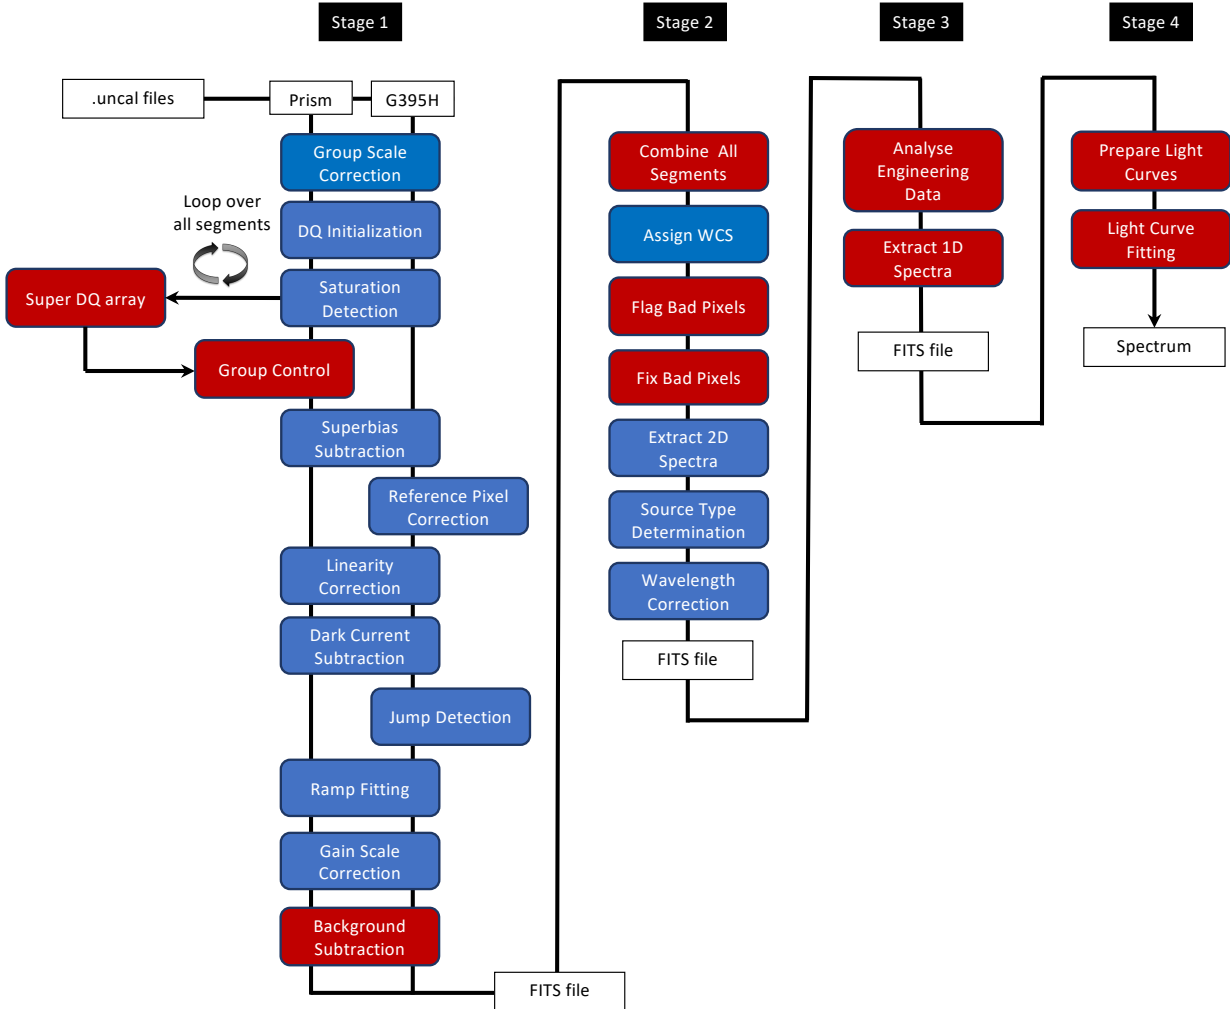 Stage 1
Stage 2
Stage 3
Stage 4
.uncal files
Prism
G395H
Group Scale
Correction
Loop over
all segments
DQ Initialization
Saturation
Detection
Super DQ array
Group Control
Superbias
Subtraction
Reference Pixel
Correction
Linearity
Correction
Dark Current
Subtraction
Jump Detection
Ramp Fitting
Gain Scale
Correction
Background
Subtraction
FITS file
Combine All
Segments
Assign WCS
Flag Bad Pixels
Fix Bad Pixels
Extract 2D
Spectra
Source Type
Determination
Wavelength
Correction
FITS file
Analyse
Engineering
Data
Extract 1D
Spectra
FITS file
Prepare Light
Curves
Light Curve
Fitting
Spectrum